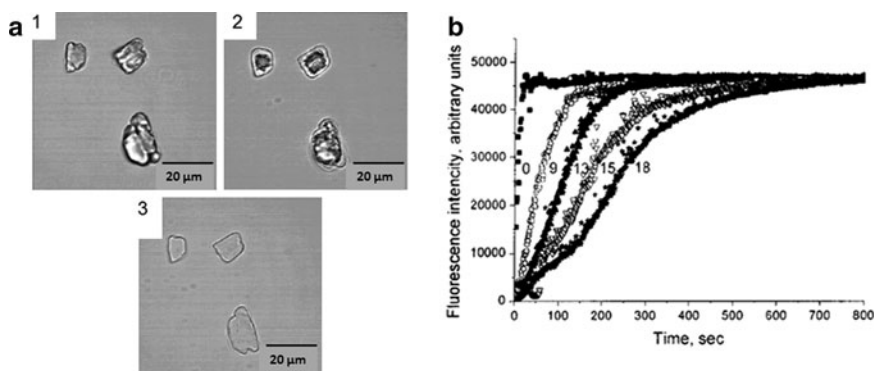 a
1
20 µm
2
20 µm
3
20 µm
b
Fluorescence intencity, arbitrary units
50000
40000
30000
20000
10000
0
0 9 13 15 18
0 100 200 300 400 500 600 700 800
Time, sec